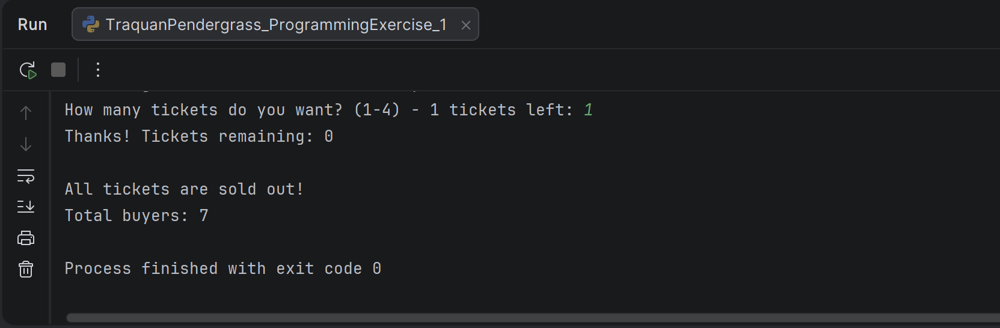 Run
TraquanPendergrass_ProgrammingExercise_1
How many tickets do you want? (1-4) - 1 tickets left: 1
Thanks! Tickets remaining: 0
All tickets are sold out!
Total buyers: 7
Process finished with exit code 0